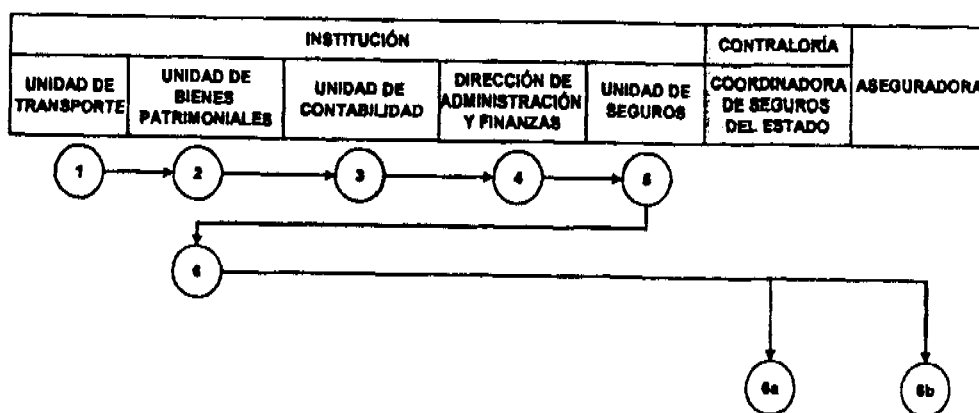 INSTITUCIÓN
CONTRALORÍA
UNIDAD DE
TRANSPORTE
UNIDAD DE
BIENES
PATRIMONIALES
UNIDAD DE
CONTABILIDAD
DIRECCIÓN DE
ADMINISTRACIÓN
Y FINANZAS
UNIDAD DE
SEGUROS
COORDINADORA
DE SEGUROS
DEL ESTADO
ASEGURADORA
1
2
3
4
5
6
6a
6b